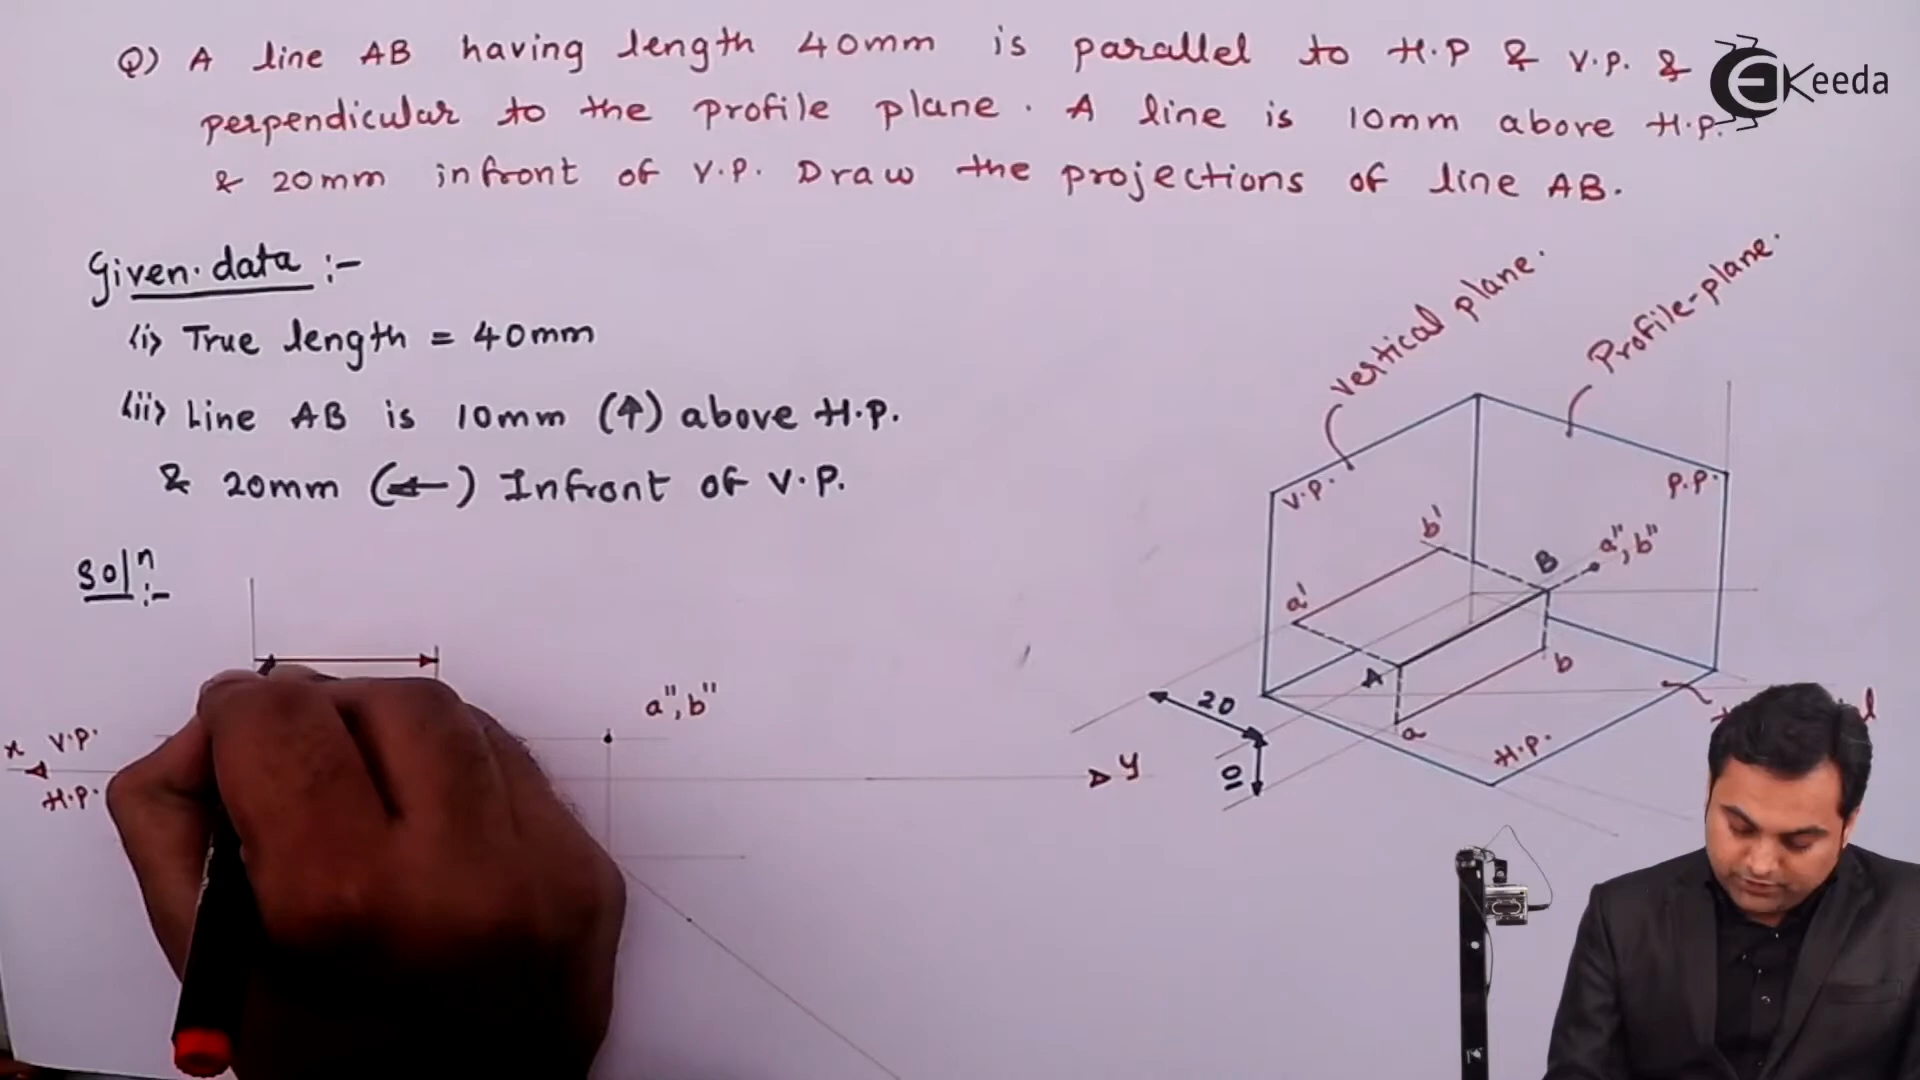 Q) A line AB having length 40mm is parallel to H.P & V.P. &
perpendicular to the profile plane. A line is 10mm above H.P.
& 20mm infront of V.P. Draw the projections of line AB.
EKeeda
Given data :-
(i) True length = 40mm
(ii) Line AB is 10mm (↑) above H.P.
& 20mm (←) Infront of V.P.
Soln:-
a", b"
x V.P.
H.P.
y
Vertical plane.
Profile-plane.
V.P.
P.P.
b'
B
a", b"
a'
A
b
a
20
10
H.P.